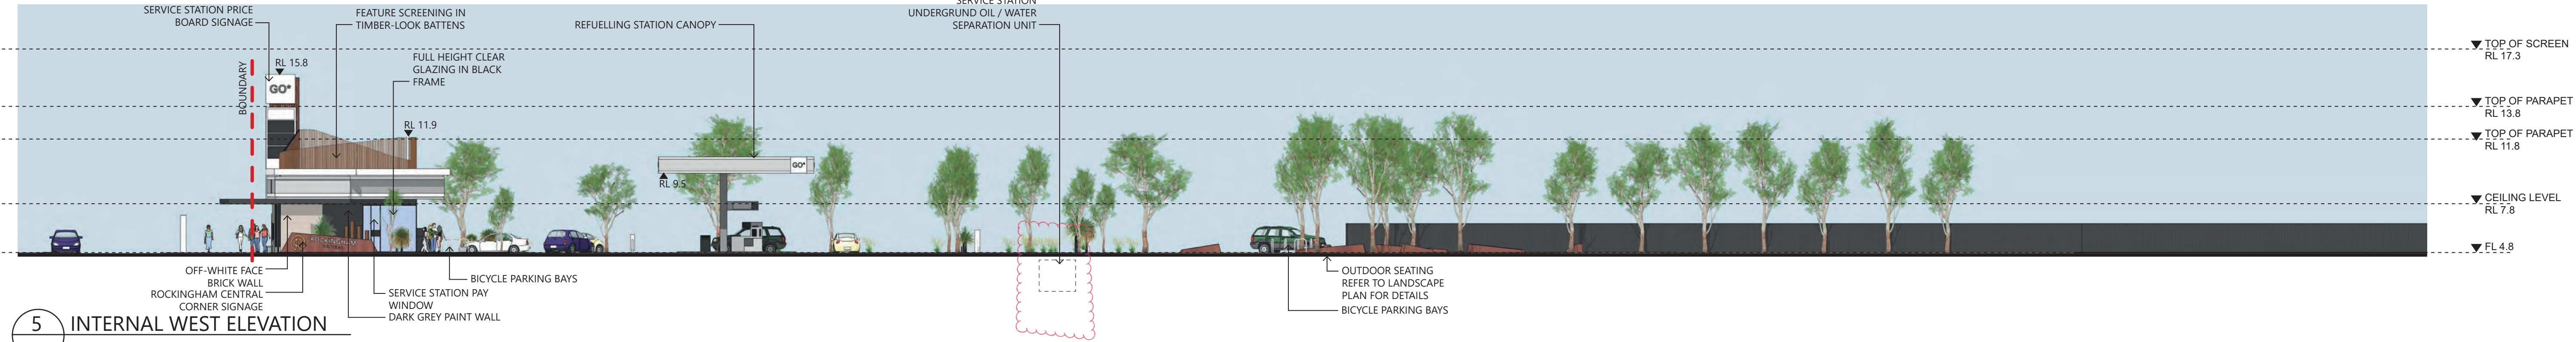 SERVICE STATION PRICE
BOARD SIGNAGE
FEATURE SCREENING IN
TIMBER-LOOK BATTENS
REFUELLING STATION CANOPY
SERVICE STATION
UNDERGRUND OIL / WATER
SEPARATION UNIT
FULL HEIGHT CLEAR
GLAZING IN BLACK
FRAME
BOUNDARY
RL 15.8
GO*
RL 11.9
GO*
RL 9.5
ROCKINGHAM
TOP OF SCREEN
RL 17.3
TOP OF PARAPET
RL 13.8
TOP OF PARAPET
RL 11.8
CEILING LEVEL
RL 7.8
FL 4.8
OFF-WHITE FACE
BRICK WALL
ROCKINGHAM CENTRAL
CORNER SIGNAGE
BICYCLE PARKING BAYS
SERVICE STATION PAY
WINDOW
DARK GREY PAINT WALL
OUTDOOR SEATING
REFER TO LANDSCAPE
PLAN FOR DETAILS
BICYCLE PARKING BAYS
5 INTERNAL WEST ELEVATION